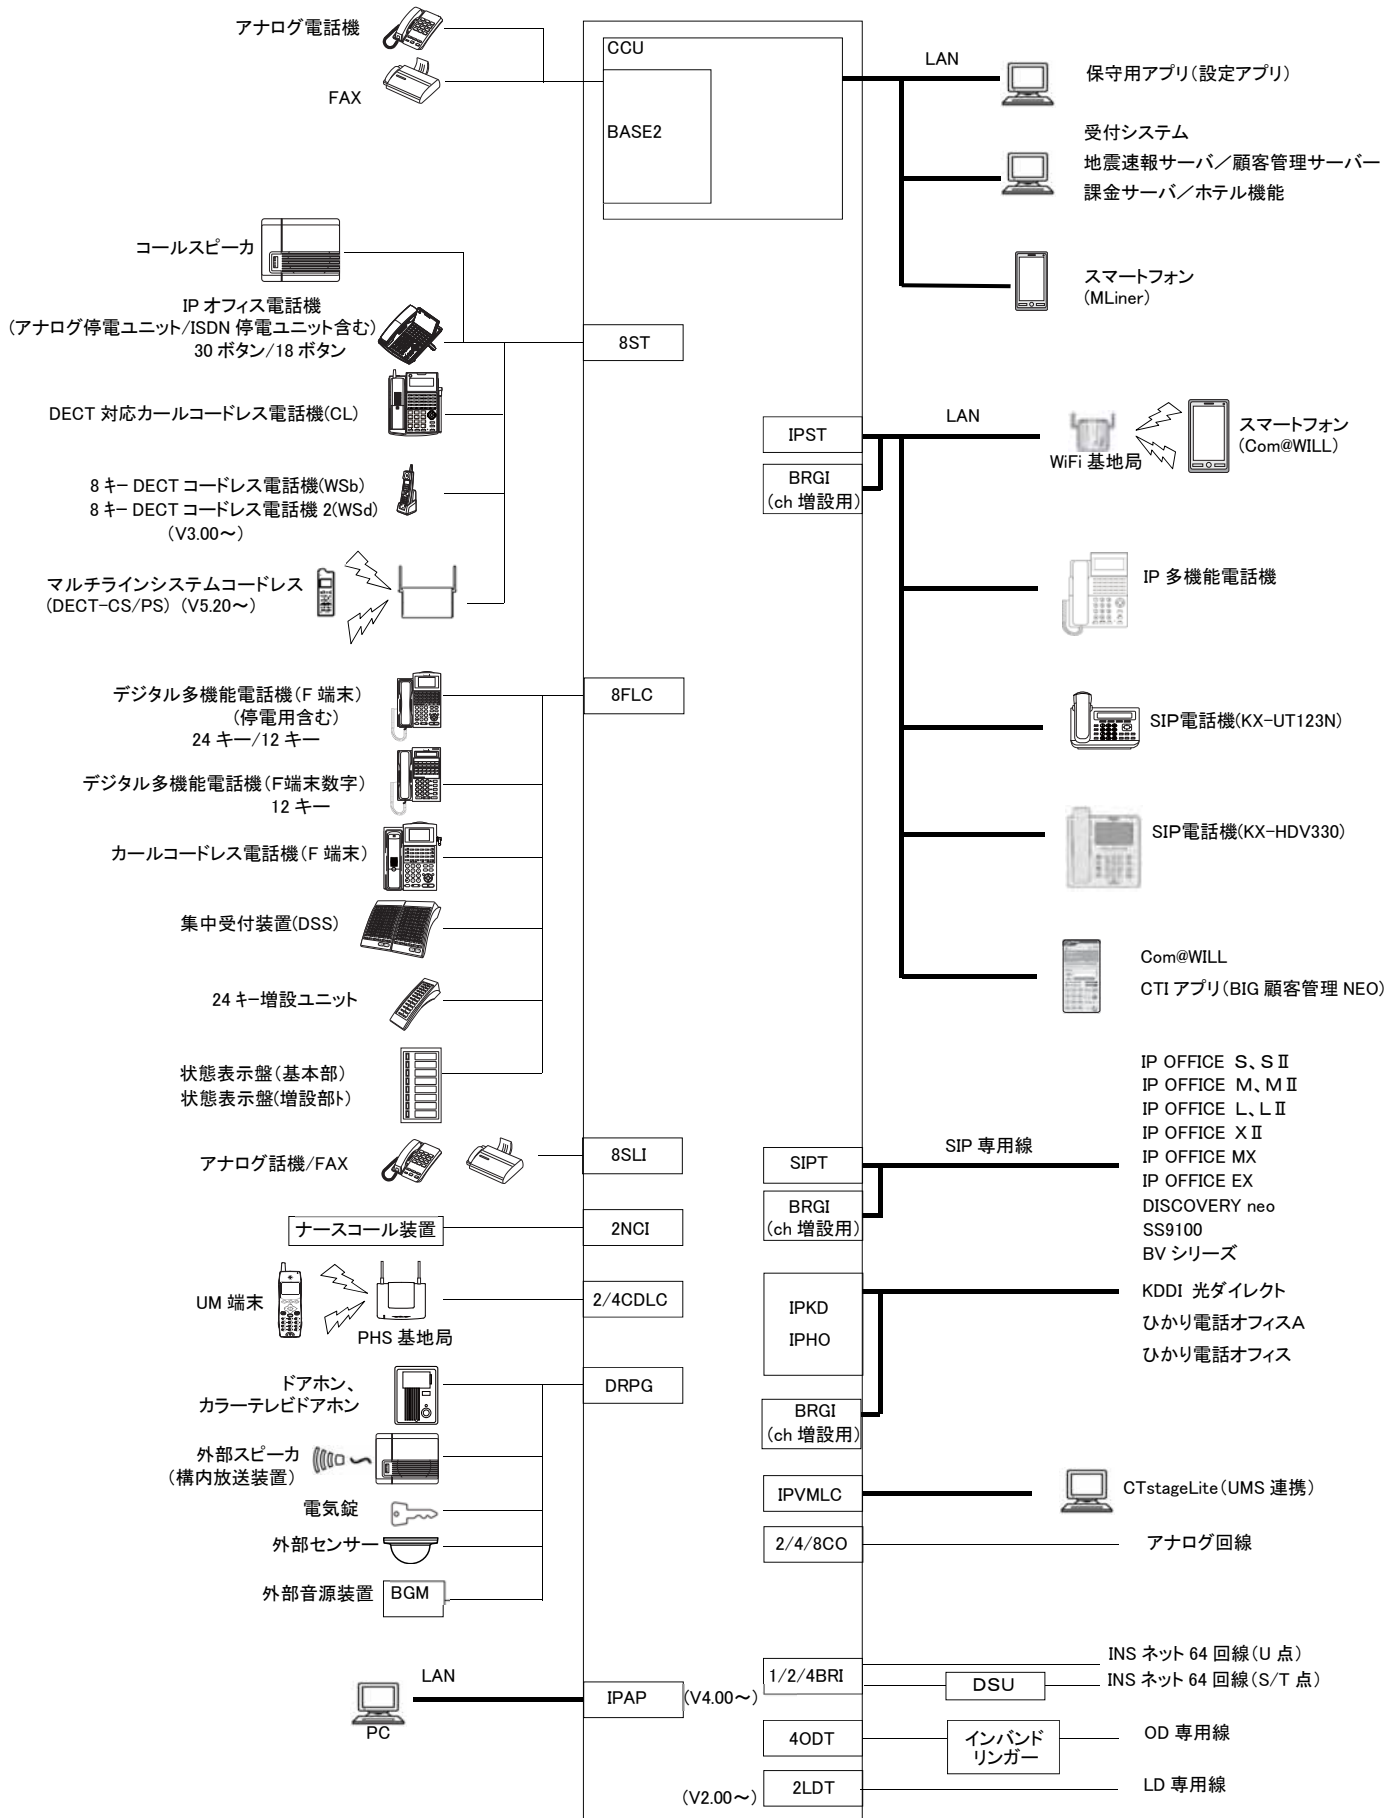 アナログ電話機
FAX
CCU
BASE2
LAN
保守用アプリ(設定アプリ)
受付システム
地震速報サーバ/顧客管理サーバー
課金サーバ/ホテル機能
スマートフォン
(MLiner)
コールスピーカ
IP オフィス電話機
(アナログ停電ユニット/ISDN 停電ユニット含む)
30 ボタン/18 ボタン
8ST
DECT 対応カールコードレス電話機(CL)
8 キー DECT コードレス電話機(WSb)
8 キー DECT コードレス電話機 2(WSd)
(V3.00~)
マルチラインシステムコードレス
(DECT-CS/PS) (V5.20~)
IPST
BRGI
(ch 増設用)
LAN
WiFi 基地局
スマートフォン
(Com@WILL)
IP 多機能電話機
SIP電話機(KX-UT123N)
SIP電話機(KX-HDV330)
Com@WILL
CTI アプリ(BIG 顧客管理 NEO)
デジタル多機能電話機(F 端末)
(停電用含む)
24 キー/12 キー
8FLC
デジタル多機能電話機(F端末数字)
12 キー
カールコードレス電話機(F 端末)
集中受付装置(DSS)
24 キー増設ユニット
状態表示盤(基本部)
状態表示盤(増設部ﾄ)
アナログ話機/FAX
8SLI
ナースコール装置
2NCI
UM 端末
PHS 基地局
2/4CDLC
SIPT
BRGI
(ch 増設用)
SIP 専用線
IP OFFICE S、SⅡ
IP OFFICE M、MⅡ
IP OFFICE L、LⅡ
IP OFFICE XⅡ
IP OFFICE MX
IP OFFICE EX
DISCOVERY neo
SS9100
BV シリーズ
IPKD
IPHO
BRGI
(ch 増設用)
KDDI 光ダイレクト
ひかり電話オフィスA
ひかり電話オフィス
ドアホン、
カラーテレビドアホン
DRPG
外部スピーカ
(構内放送装置)
電気錠
外部センサー
外部音源装置
BGM
IPVMLC
CTstageLite(UMS 連携)
2/4/8CO
アナログ回線
LAN
PC
IPAP
(V4.00~)
1/2/4BRI
INS ネット 64 回線(U 点)
DSU
INS ネット 64 回線(S/T 点)
4ODT
インバンド
リンガー
OD 専用線
(V2.00~)
2LDT
LD 専用線